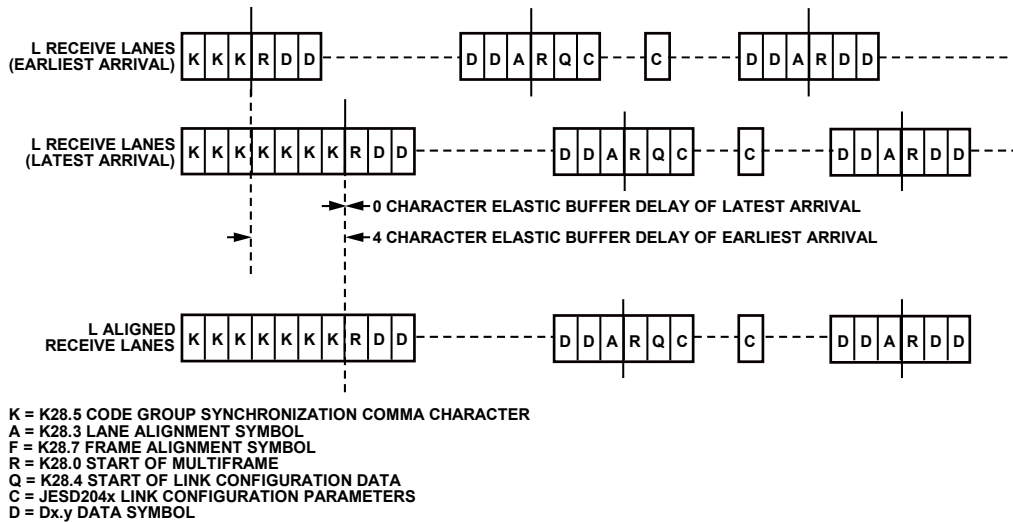 L RECEIVE LANES
(EARLIEST ARRIVAL)
K K K R D D
D D A R Q C
C
D D A R D D
L RECEIVE LANES
(LATEST ARRIVAL)
K K K K K K K R D D
D D A R Q C
C
D D A R D D
0 CHARACTER ELASTIC BUFFER DELAY OF LATEST ARRIVAL
4 CHARACTER ELASTIC BUFFER DELAY OF EARLIEST ARRIVAL
L ALIGNED
RECEIVE LANES
K K K K K K K R D D
D D A R Q C
C
D D A R D D
K = K28.5 CODE GROUP SYNCHRONIZATION COMMA CHARACTER
A = K28.3 LANE ALIGNMENT SYMBOL
F = K28.7 FRAME ALIGNMENT SYMBOL
R = K28.0 START OF MULTIFRAME
Q = K28.4 START OF LINK CONFIGURATION DATA
C = JESD204x LINK CONFIGURATION PARAMETERS
D = Dx.y DATA SYMBOL